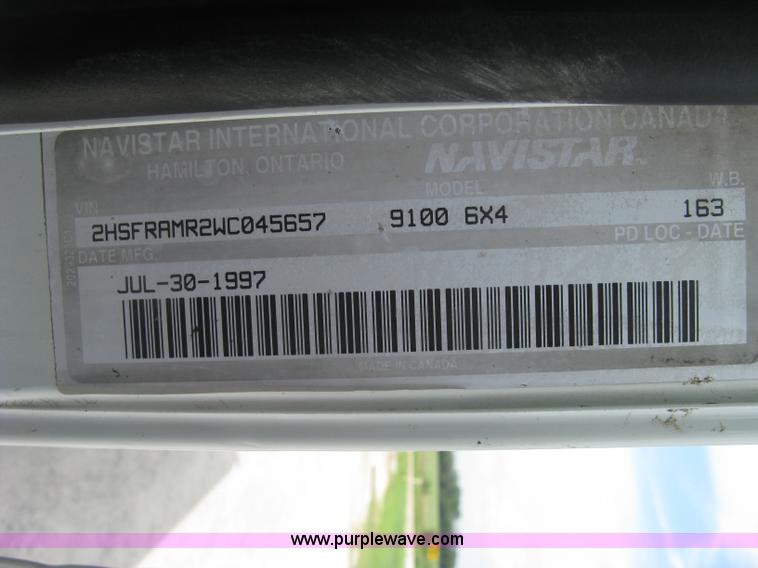 NAVISTAR INTERNATIONAL CORPORATION CANADA
HAMILTON, ONTARIO NAVISTAR
VIN MODEL W.B.
2HSFRAMR2WC045657 9100 6X4 163
DATE MFG. PD LOC - DATE
JUL-30-1997
MADE IN CANADA
www.purplewave.com